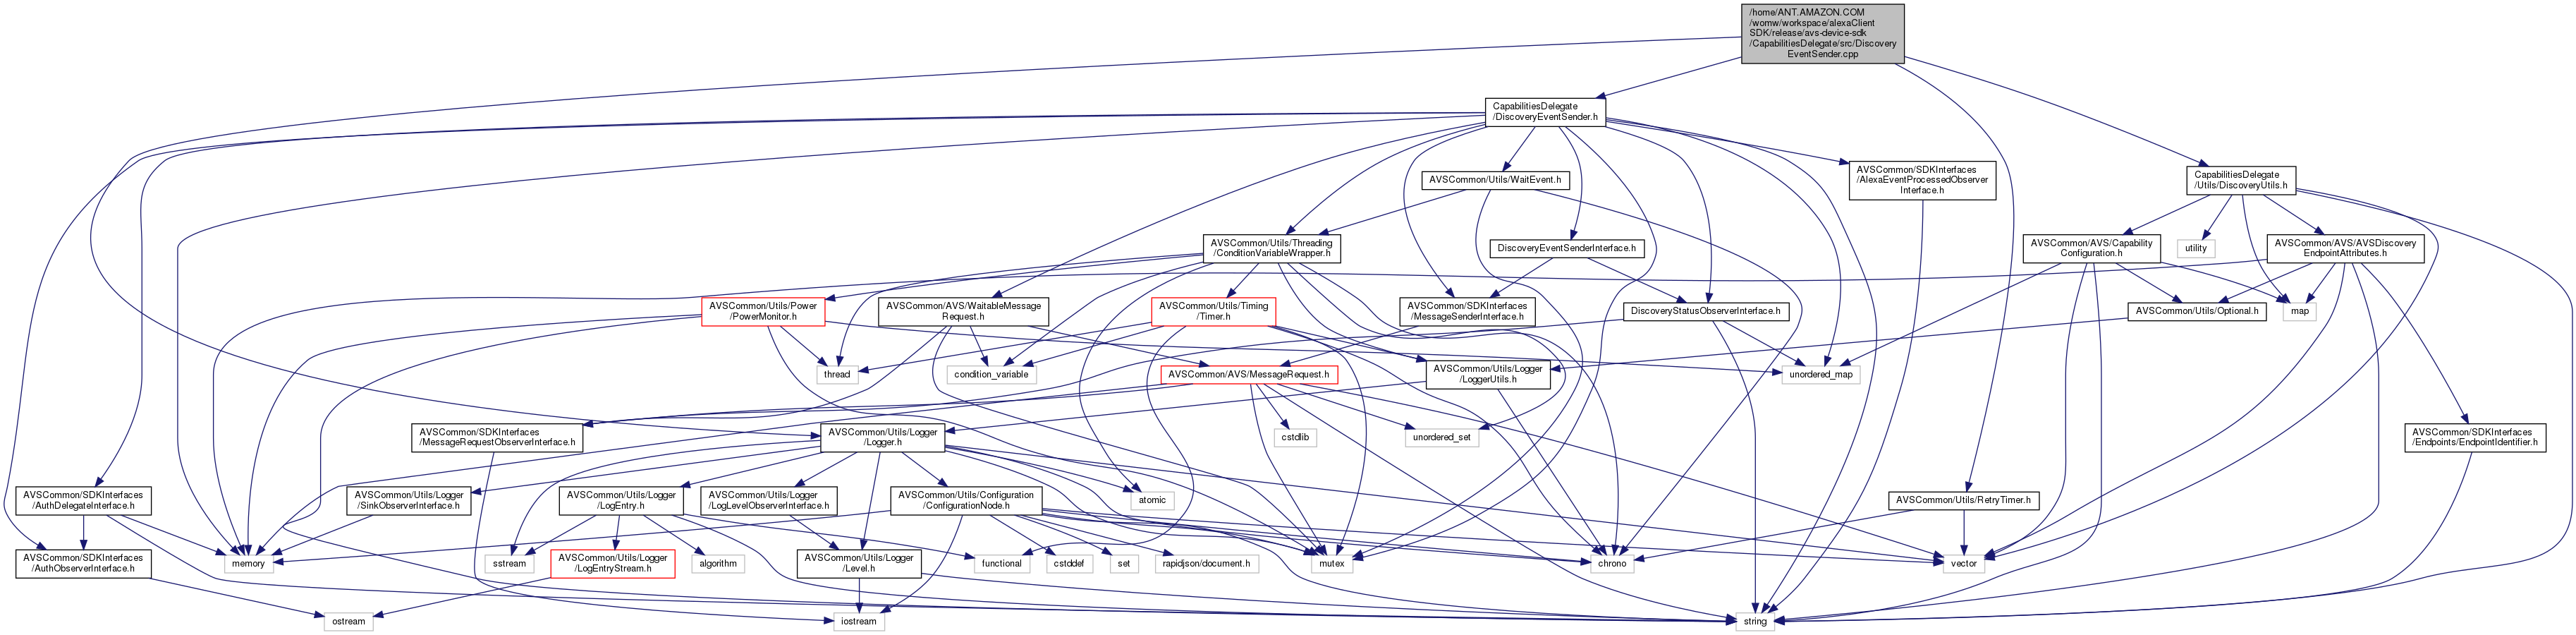 /home/ANT.AMAZON.COM
/womw/workspace/alexaClient
SDK/release/avs-device-sdk
/CapabilitiesDelegate/src/Discovery
EventSender.cpp
CapabilitiesDelegate
/DiscoveryEventSender.h
AVSCommon/Utils/WaitEvent.h
AVSCommon/SDKInterfaces
/AlexaEventProcessedObserver
Interface.h
CapabilitiesDelegate
/Utils/DiscoveryUtils.h
AVSCommon/Utils/Threading
/ConditionVariableWrapper.h
DiscoveryEventSenderInterface.h
AVSCommon/AVS/Capability
Configuration.h
utility
AVSCommon/AVS/AVSDiscovery
EndpointAttributes.h
AVSCommon/Utils/Power
/PowerMonitor.h
AVSCommon/AVS/WaitableMessage
Request.h
AVSCommon/Utils/Timing
/Timer.h
AVSCommon/SDKInterfaces
/MessageSenderInterface.h
DiscoveryStatusObserverInterface.h
AVSCommon/Utils/Optional.h
map
thread
condition_variable
AVSCommon/AVS/MessageRequest.h
AVSCommon/Utils/Logger
/LoggerUtils.h
unordered_map
AVSCommon/SDKInterfaces
/MessageRequestObserverInterface.h
AVSCommon/Utils/Logger
/Logger.h
cstdlib
unordered_set
AVSCommon/SDKInterfaces
/Endpoints/EndpointIdentifier.h
AVSCommon/SDKInterfaces
/AuthDelegateInterface.h
AVSCommon/Utils/Logger
/SinkObserverInterface.h
AVSCommon/Utils/Logger
/LogEntry.h
AVSCommon/Utils/Logger
/LogLevelObserverInterface.h
AVSCommon/Utils/Configuration
/ConfigurationNode.h
atomic
AVSCommon/Utils/RetryTimer.h
AVSCommon/SDKInterfaces
/AuthObserverInterface.h
memory
sstream
AVSCommon/Utils/Logger
/LogEntryStream.h
algorithm
AVSCommon/Utils/Logger
/Level.h
functional
cstddef
set
rapidjson/document.h
mutex
chrono
vector
ostream
iostream
string